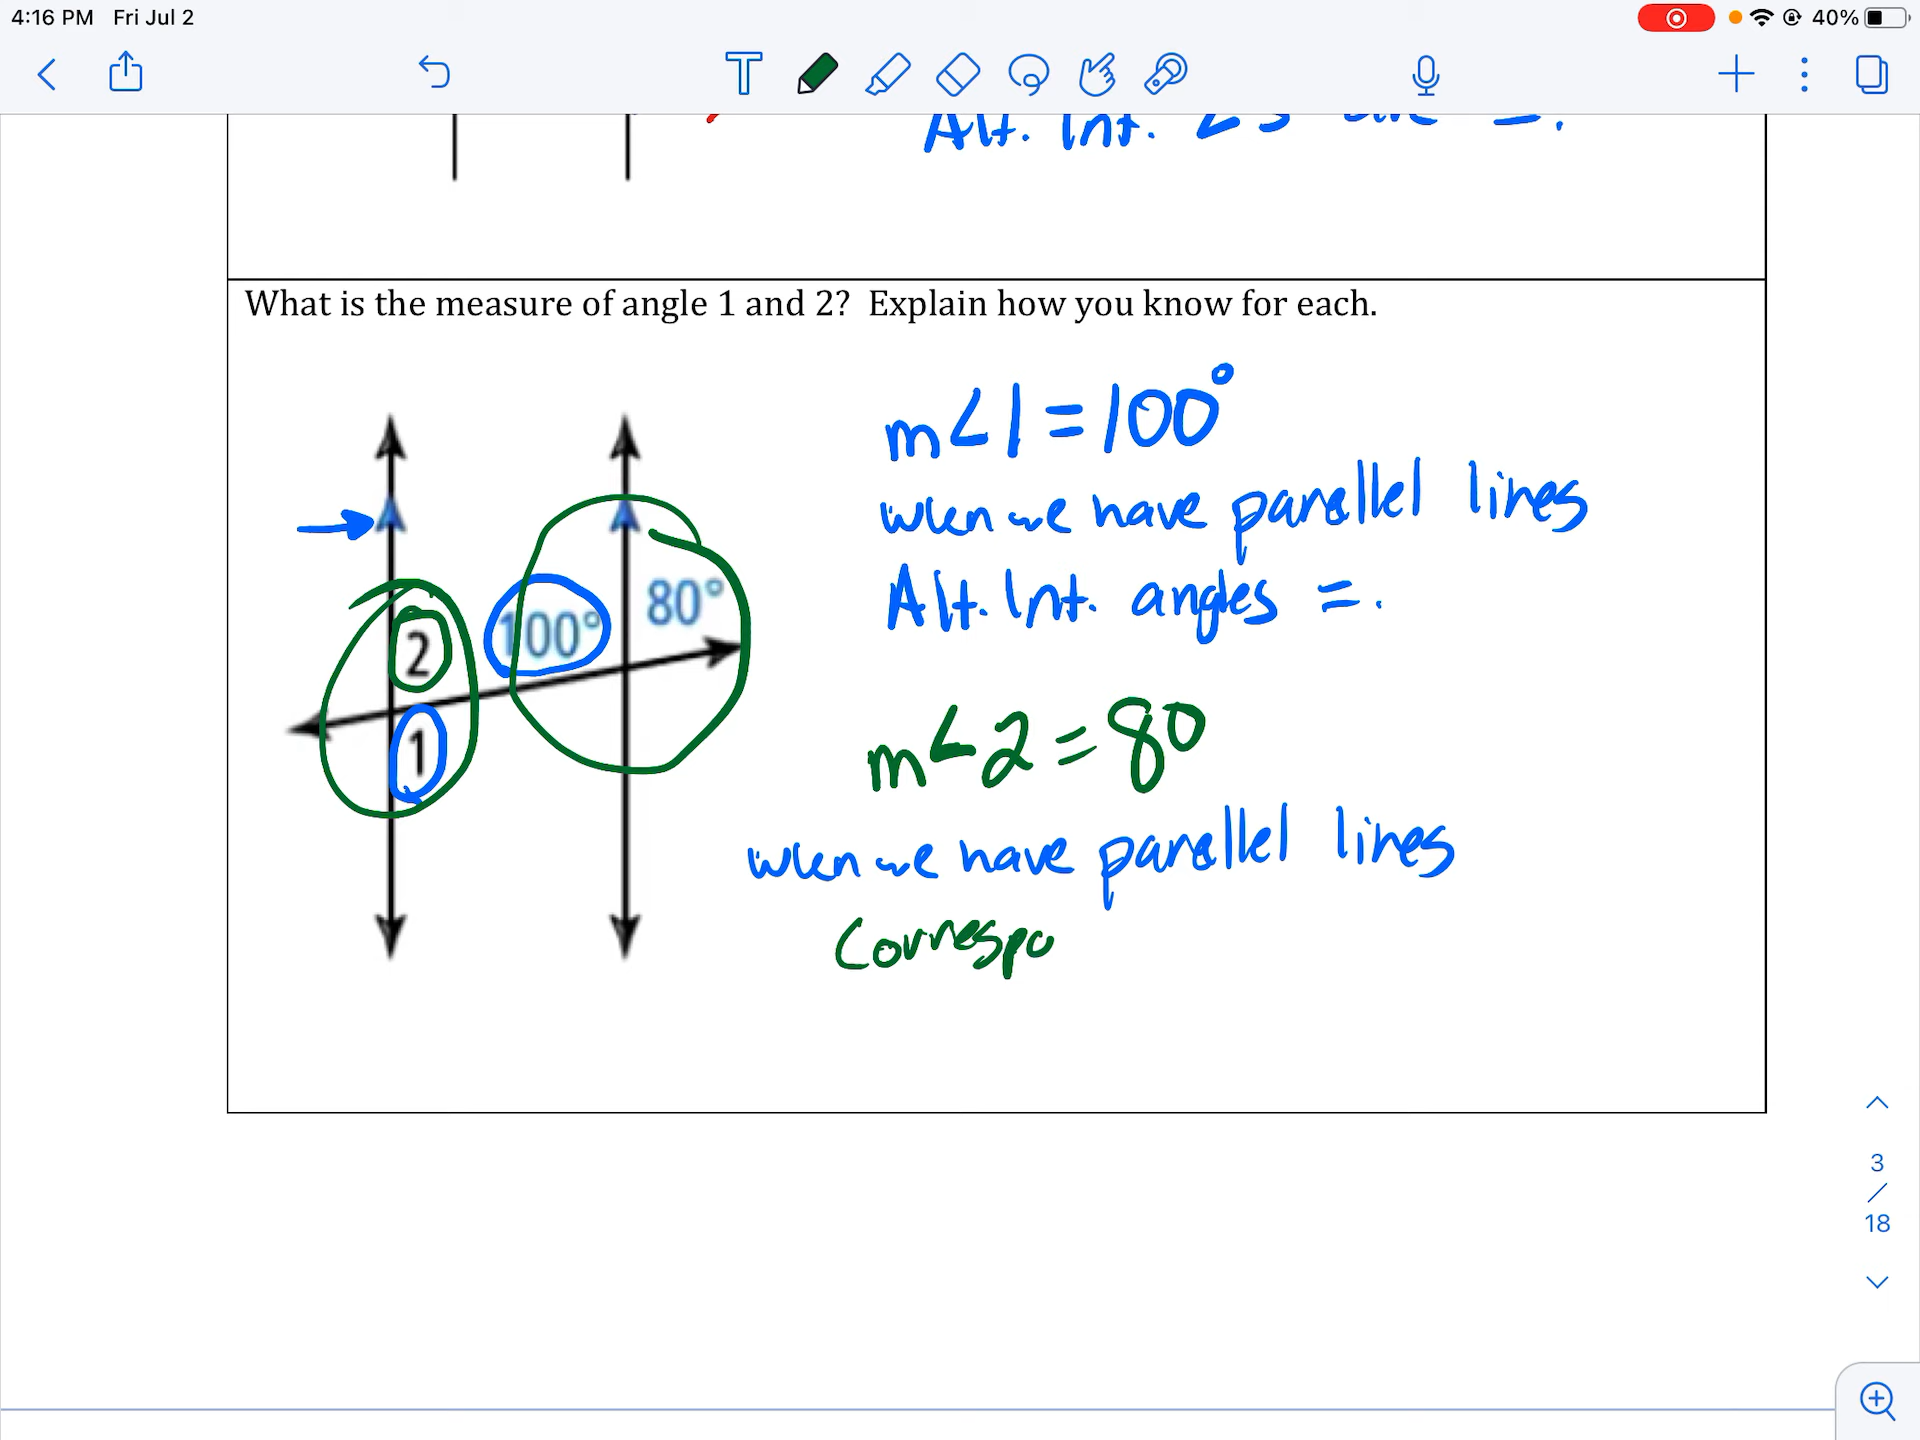 4:16 PM Fri Jul 2
40%
T
Alt. Int. ∠s are =.
What is the measure of angle 1 and 2? Explain how you know for each.
m∠1=100°
when we have parallel lines
Alt. Int. angles =.
100° 80°
2
1
m∠2=80
when we have parallel lines
Correspo
3
/
18